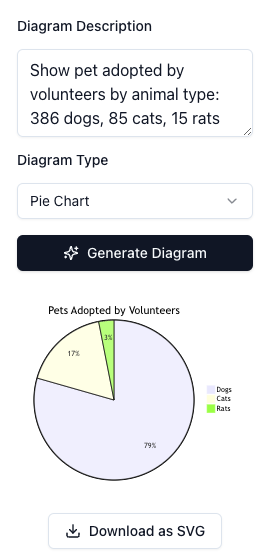 Diagram Description
Show pet adopted by
volunteers by animal type:
386 dogs, 85 cats, 15 rats
Diagram Type
Pie Chart
Generate Diagram
Pets Adopted by Volunteers
3%
17%
79%
Dogs
Cats
Rats
Download as SVG